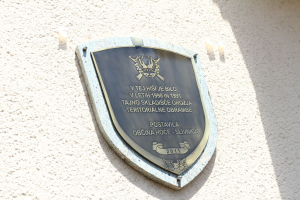 V TEJ HIŠI JE BILO
V LETIH 1990 IN 1991
TAJNO SKLADIŠČE OROŽJA
TERITORIALNE OBRAMBE
POSTAVILA
OBČINA HOČE - SLIVNICA